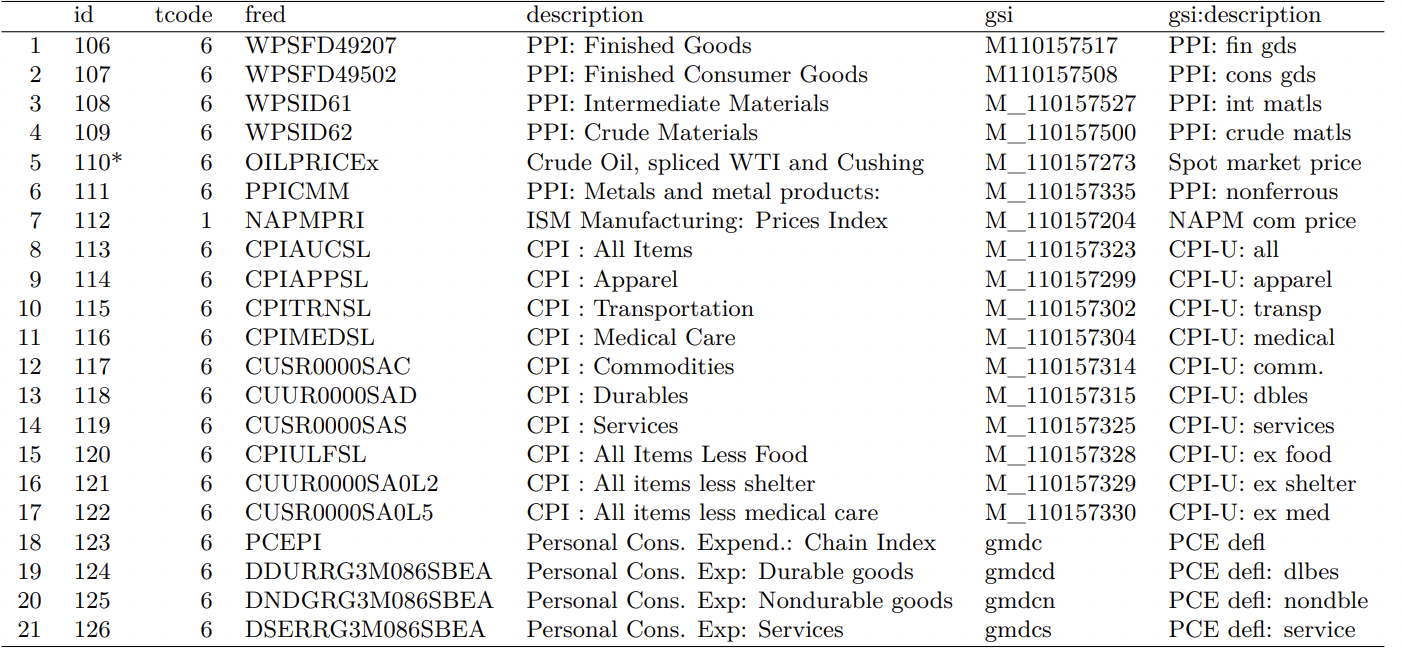 id tcode fred description gsi gsi:description
1 106 6 WPSFD49207 PPI: Finished Goods M110157517 PPI: fin gds
2 107 6 WPSFD49502 PPI: Finished Consumer Goods M110157508 PPI: cons gds
3 108 6 WPSID61 PPI: Intermediate Materials M_110157527 PPI: int matls
4 109 6 WPSID62 PPI: Crude Materials M_110157500 PPI: crude matls
5 110* 6 OILPRICEx Crude Oil, spliced WTI and Cushing M_110157273 Spot market price
6 111 6 PPICMM PPI: Metals and metal products: M_110157335 PPI: nonferrous
7 112 1 NAPMPRI ISM Manufacturing: Prices Index M_110157204 NAPM com price
8 113 6 CPIAUCSL CPI : All Items M_110157323 CPI-U: all
9 114 6 CPIAPPSL CPI : Apparel M_110157299 CPI-U: apparel
10 115 6 CPITRNSL CPI : Transportation M_110157302 CPI-U: transp
11 116 6 CPIMEDSL CPI : Medical Care M_110157304 CPI-U: medical
12 117 6 CUSR0000SAC CPI : Commodities M_110157314 CPI-U: comm.
13 118 6 CUUR0000SAD CPI : Durables M_110157315 CPI-U: dbles
14 119 6 CUSR0000SAS CPI : Services M_110157325 CPI-U: services
15 120 6 CPIULFSL CPI : All Items Less Food M_110157328 CPI-U: ex food
16 121 6 CUUR0000SA0L2 CPI : All items less shelter M_110157329 CPI-U: ex shelter
17 122 6 CUSR0000SA0L5 CPI : All items less medical care M_110157330 CPI-U: ex med
18 123 6 PCEPI Personal Cons. Expend.: Chain Index gmdc PCE defl
19 124 6 DDURRG3M086SBEA Personal Cons. Exp: Durable goods gmdcd PCE defl: dlbes
20 125 6 DNDGRG3M086SBEA Personal Cons. Exp: Nondurable goods gmdcn PCE defl: nondble
21 126 6 DSERRG3M086SBEA Personal Cons. Exp: Services gmdcs PCE defl: service